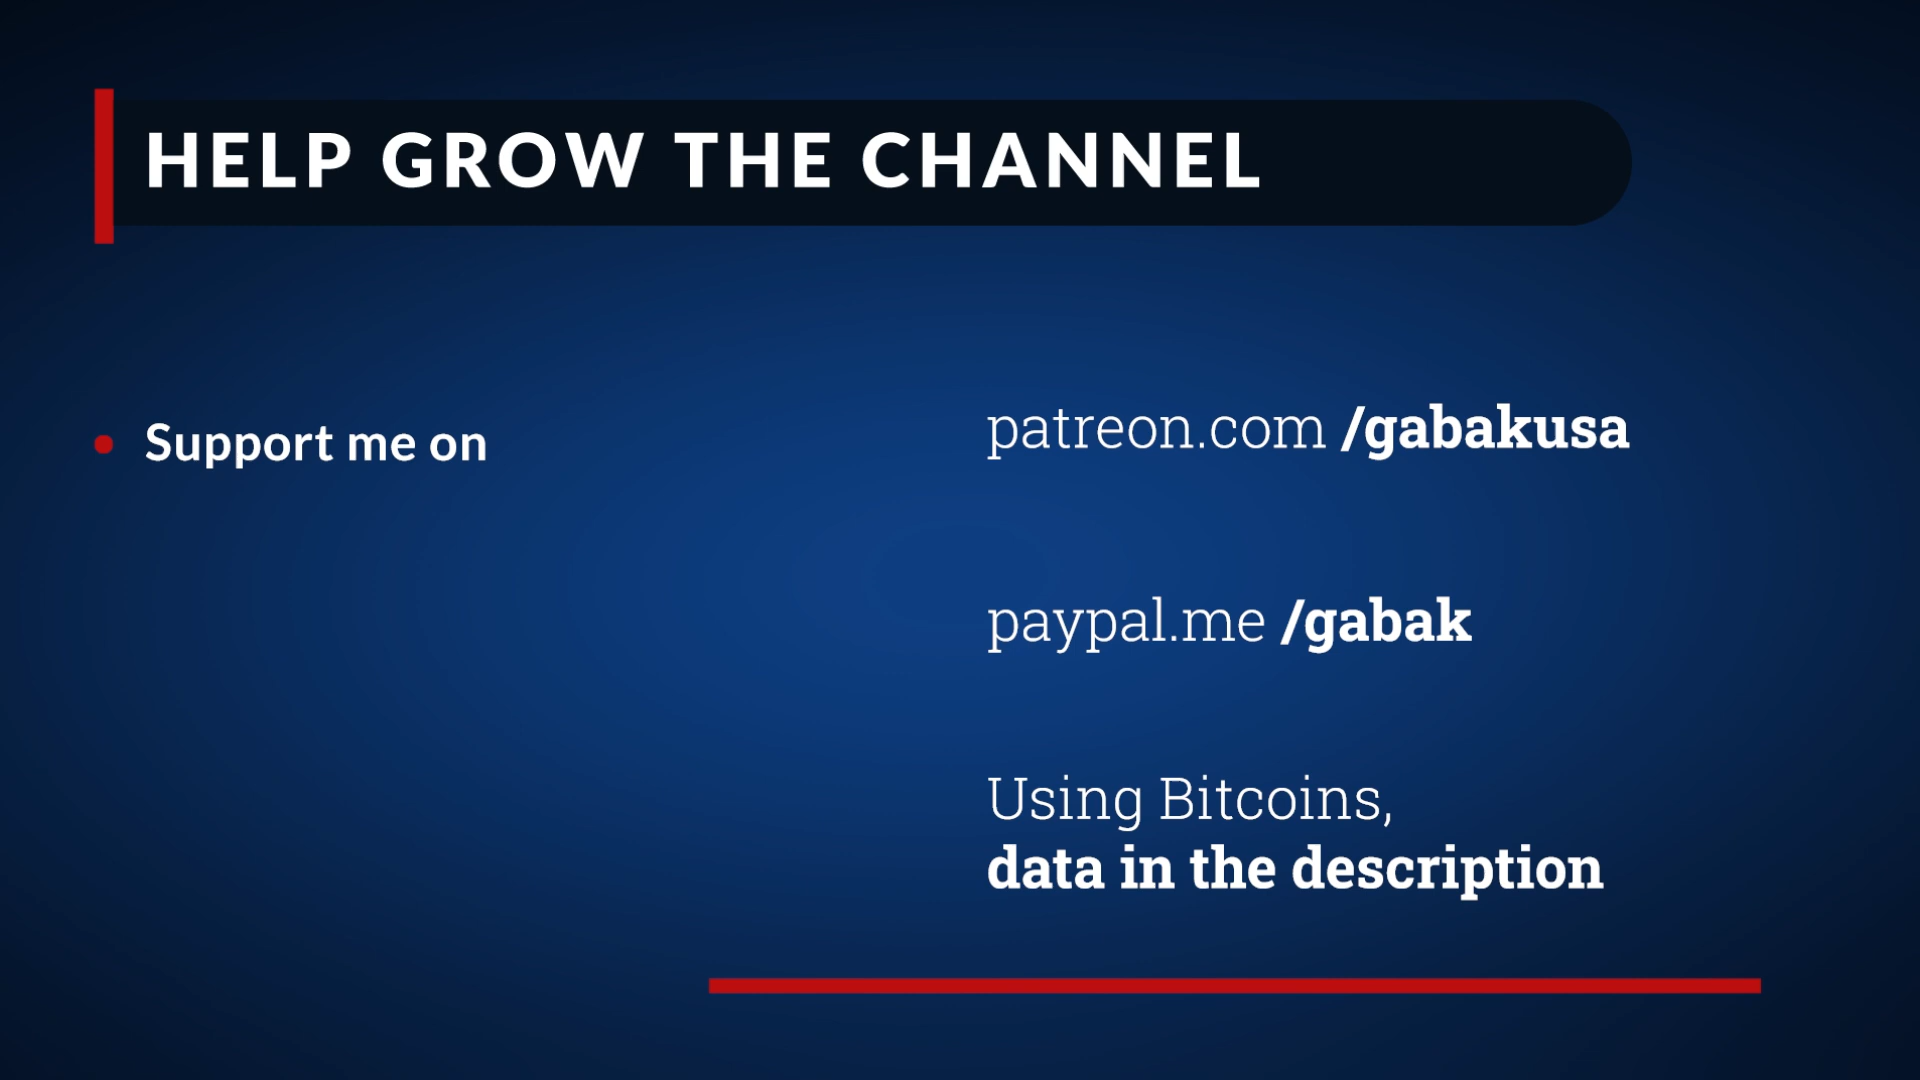 HELP GROW THE CHANNEL
Support me on
patreon.com /gabakusa
paypal.me /gabak
Using Bitcoins,
data in the description